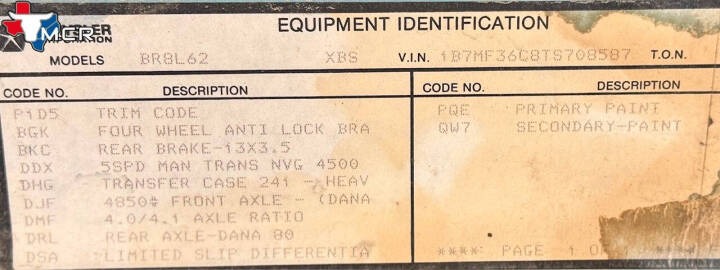 MCR
EQUIPMENT IDENTIFICATION
MODELS BR8L62 XBS V.I.N. 1B7MF36C8TS708587 T.O.N.
CODE NO. DESCRIPTION CODE NO. DESCRIPTION
P1D5 TRIM CODE PQE PRIMARY PAINT
BGK FOUR WHEEL ANTI LOCK BRA QW7 SECONDARY-PAINT
BKC REAR BRAKE-13X3.5
DDX 5SPD MAN TRANS NVG 4500
DHG TRANSFER CASE 241 - HEAV
DJF 4850# FRONT AXLE - (DANA
DMF 4.0/4.1 AXLE RATIO
DRL REAR AXLE-DANA 80
DSA LIMITED SLIP DIFFERENTIA ****: PAGE 1